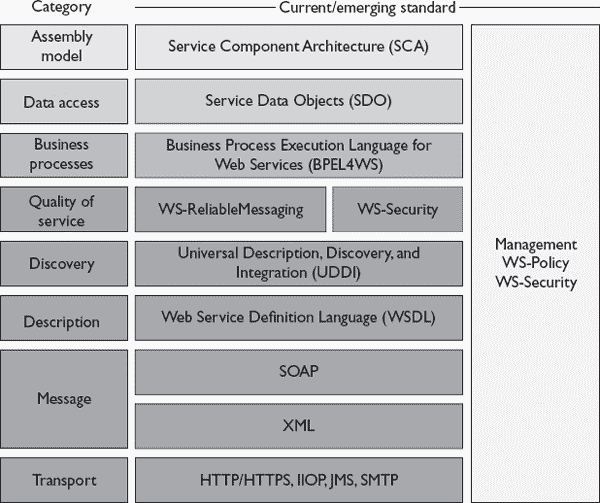 Category
Current/emerging standard
Assembly
model
Service Component Architecture (SCA)
Data access
Service Data Objects (SDO)
Business
processes
Business Process Execution Language for
Web Services (BPEL4WS)
Quality of
service
WS-ReliableMessaging
WS-Security
Discovery
Universal Description, Discovery, and
Integration (UDDI)
Description
Web Service Definition Language (WSDL)
Message
SOAP
XML
Transport
HTTP/HTTPS, IIOP, JMS, SMTP
Management
WS-Policy
WS-Security